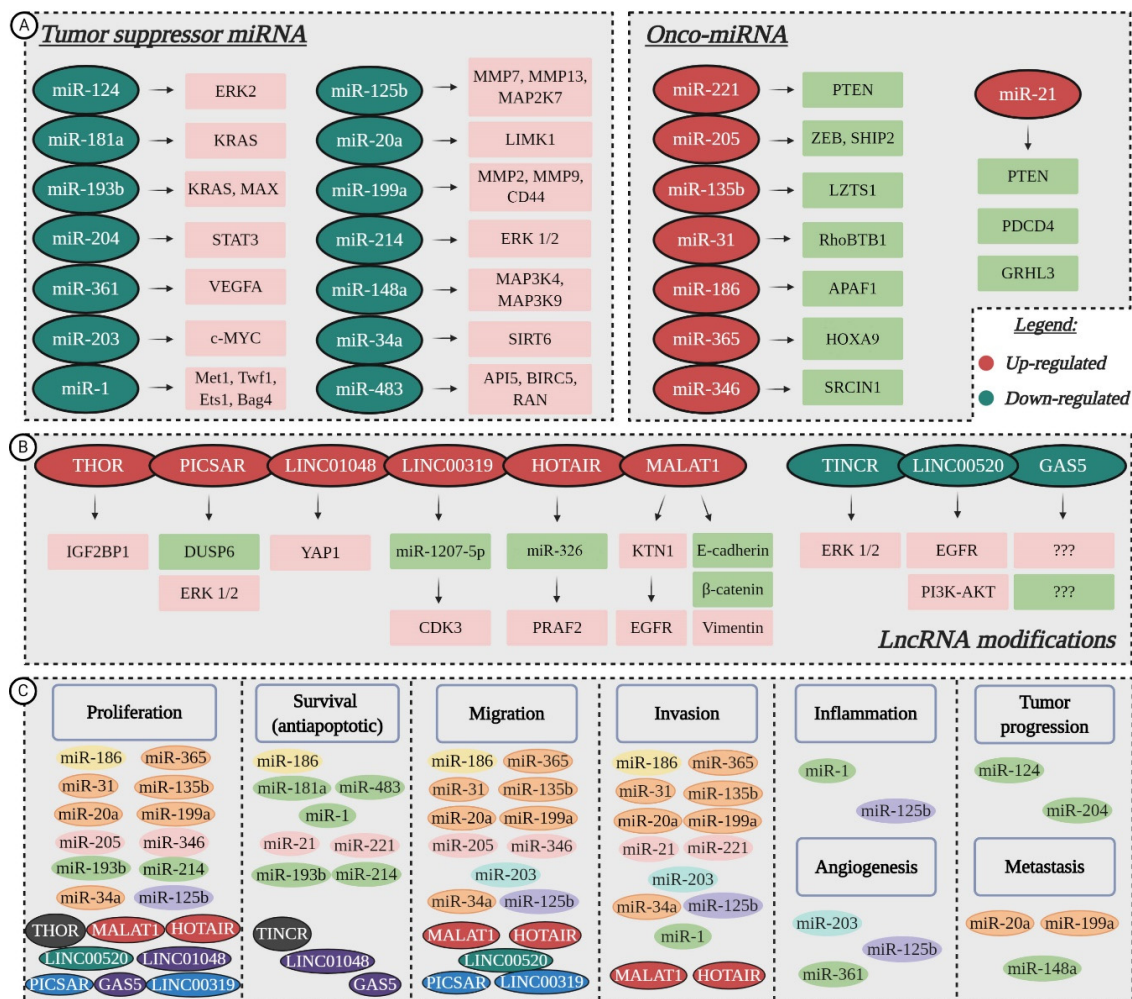 A
Tumor suppressor miRNA
miR-124
ERK2
miR-181a
KRAS
miR-193b
KRAS, MAX
miR-204
STAT3
miR-361
VEGFA
miR-203
c-MYC
miR-1
Met1, Twf1,
Ets1, Bag4
miR-125b
MMP7, MMP13,
MAP2K7
miR-20a
LIMK1
miR-199a
MMP2, MMP9,
CD44
miR-214
ERK 1/2
miR-148a
MAP3K4,
MAP3K9
miR-34a
SIRT6
miR-483
API5, BIRC5,
RAN
Onco-miRNA
miR-221
PTEN
miR-205
ZEB, SHIP2
miR-135b
LZTS1
miR-31
RhoBTB1
miR-186
APAF1
miR-365
HOXA9
miR-346
SRCIN1
miR-21
PTEN
PDCD4
GRHL3
Legend:
Up-regulated
Down-regulated
B
THOR
PICSAR
LINC01048
LINC00319
HOTAIR
MALAT1
TINCR
LINC00520
GAS5
IGF2BP1
DUSP6
YAP1
miR-1207-5p
miR-326
KTN1
E-cadherin
ERK 1/2
EGFR
???
ERK 1/2
β-catenin
PI3K-AKT
???
CDK3
PRAF2
EGFR
Vimentin
LncRNA modifications
C
Proliferation
miR-186
miR-365
miR-31
miR-135b
miR-20a
miR-199a
miR-205
miR-346
miR-193b
miR-214
miR-34a
miR-125b
THOR
MALAT1
HOTAIR
LINC00520
LINC01048
PICSAR
GAS5
LINC00319
Survival
(antiapoptotic)
miR-186
miR-181a
miR-483
miR-1
miR-21
miR-221
miR-193b
miR-214
TINCR
LINC01048
GAS5
Migration
miR-186
miR-365
miR-31
miR-135b
miR-20a
miR-199a
miR-205
miR-346
miR-203
miR-34a
miR-125b
MALAT1
HOTAIR
LINC00520
PICSAR
LINC00319
Invasion
miR-186
miR-365
miR-31
miR-135b
miR-20a
miR-199a
miR-21
miR-221
miR-203
miR-34a
miR-125b
miR-1
MALAT1
HOTAIR
Inflammation
miR-1
miR-125b
Angiogenesis
miR-203
miR-125b
miR-361
Tumor
progression
miR-124
miR-204
Metastasis
miR-20a
miR-199a
miR-148a